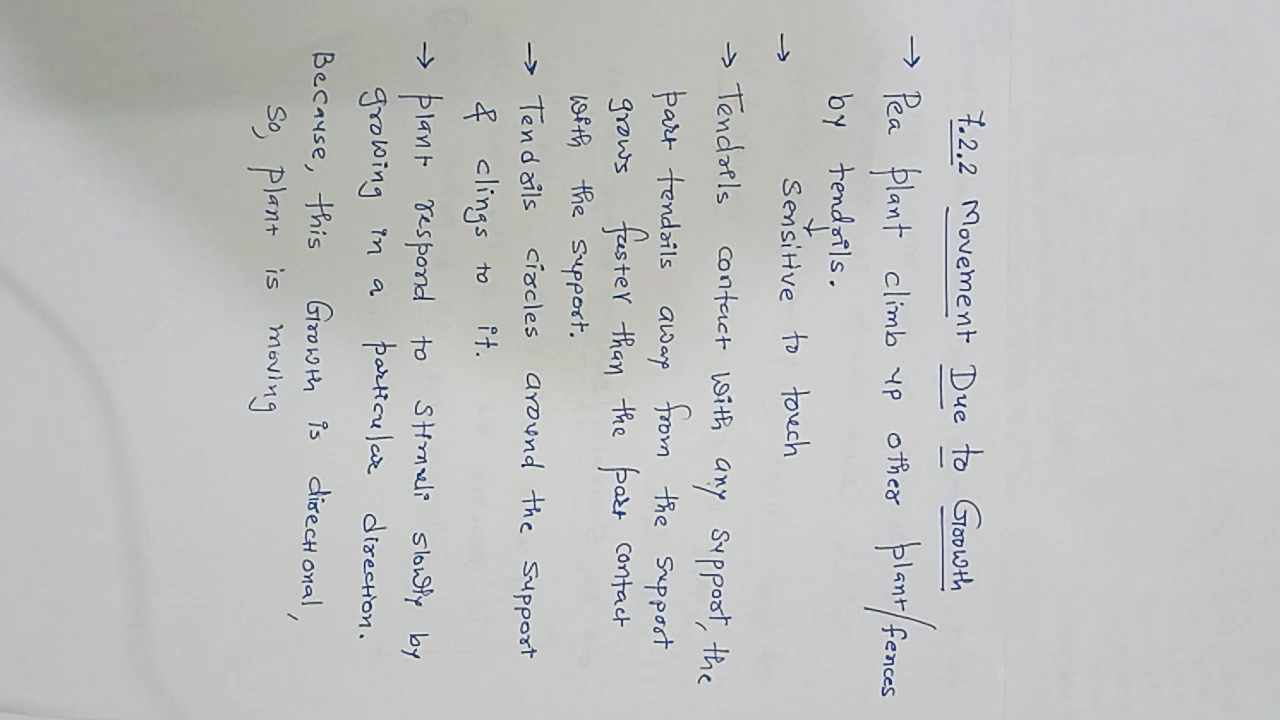 7.2.2 Movement Due to Growth
→ Pea plant climb up other plant/fences
by tendrils.
→ Sensitive to touch
→ Tendrils contact with any support, the
part tendrils away from the support
grows faster than the part contact
with the support.
→ Tendrils circles around the support
& clings to it.
→ plant respond to stimuli slowly by
growing in a particular direction.
Because, this Growth is directional,
So, plant is moving